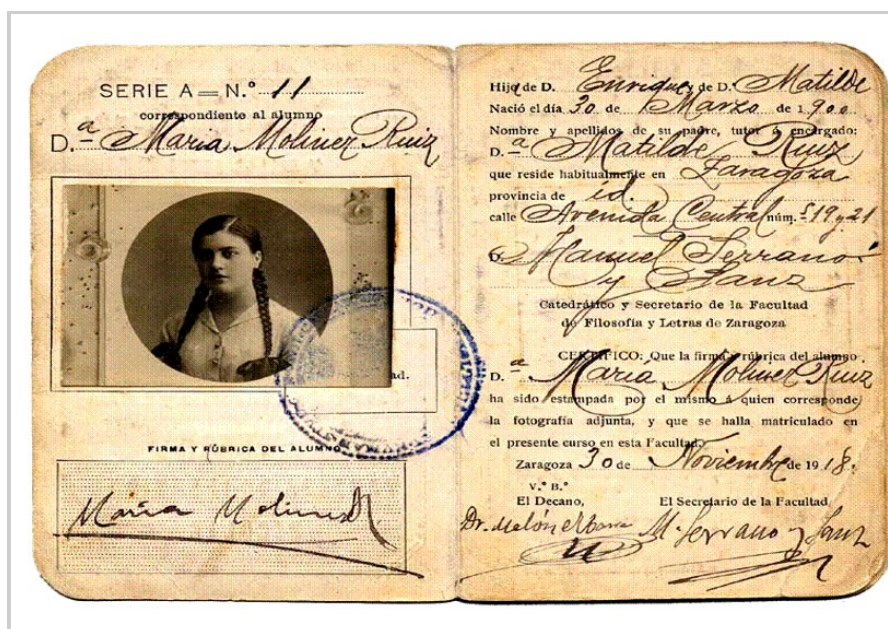 SERIE A = N.º 11
correspondiente al alumno
D.ª Maria Moliner Ruiz
ad.
FIRMA Y RÚBRICA DEL ALUMNO
María Moliner R
Hija de D. Enrique y de D. Matilde
Nació el día 30 de Marzo de 1900
Nombre y apellidos de su padre, tutor ó encargado:
D.ª Matilde Ruiz
que reside habitualmente en Zaragoza
provincia de id.
calle Avenida Central núm.s 19 y 21
D. Manuel Serrano
y Sanz
Catedrático y Secretario de la Facultad
de Filosofía y Letras de Zaragoza
CERTIFICO: Que la firma y rúbrica del alumno
D.ª María Moliner Ruiz
ha sido estampada por el mismo á quien corresponde
la fotografía adjunta, y que se halla matriculado en
el presente curso en esta Facultad.
Zaragoza 30 de Noviembre de 1918.
V.º B.º
El Decano, El Secretario de la Facultad
Dr. M. Serrano y Sanz